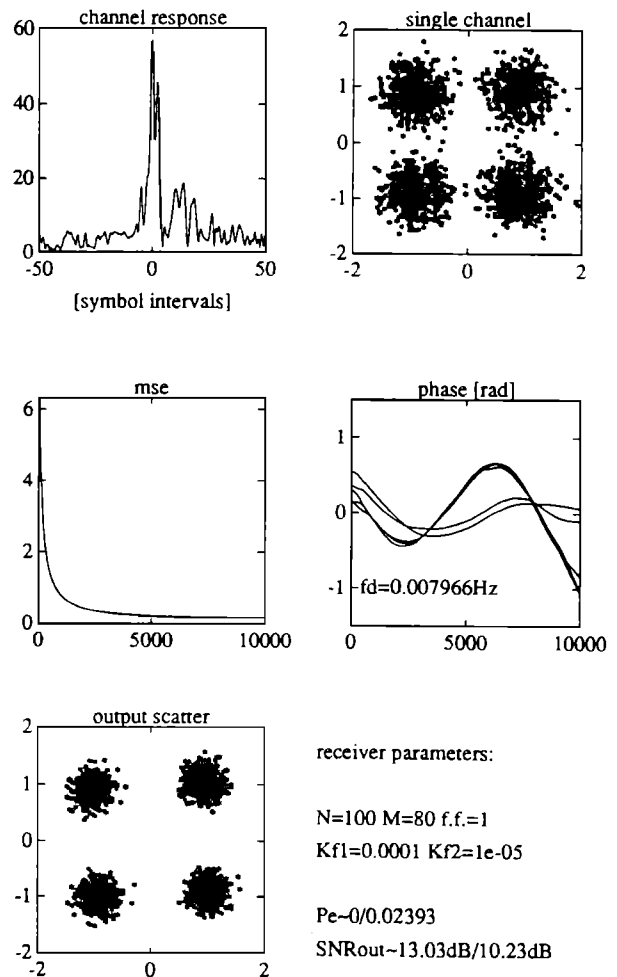 channel response
60
40
20
0
-50 0 50
[symbol intervals]
single channel
2
1
0
-1
-2
-2 0 2
mse
6
4
2
0
0 5000 10000
phase [rad]
1
0
-1
fd=0.007966Hz
0 5000 10000
output scatter
2
1
0
-1
-2
-2 0 2
receiver parameters:
N=100 M=80 f.f.=1
Kf1=0.0001 Kf2=1e-05
Pe~0/0.02393
SNRout~13.03dB/10.23dB